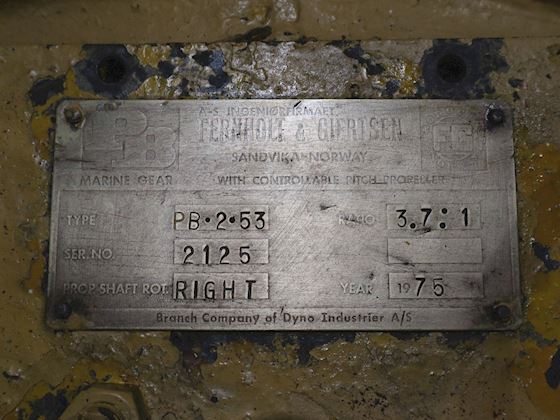 A-S INGENIØRFIRMAET
FERNHOLT & GIERTSEN
SANDVIKA-NORWAY
MARINE GEAR WITH CONTROLLABLE PITCH PROPELLER
TYPE PB·2·53 RATIO 3.7:1
SER. NO. 2125
PROP. SHAFT ROT. RIGHT YEAR 1975
Branch Company of Dyno Industrier A/S